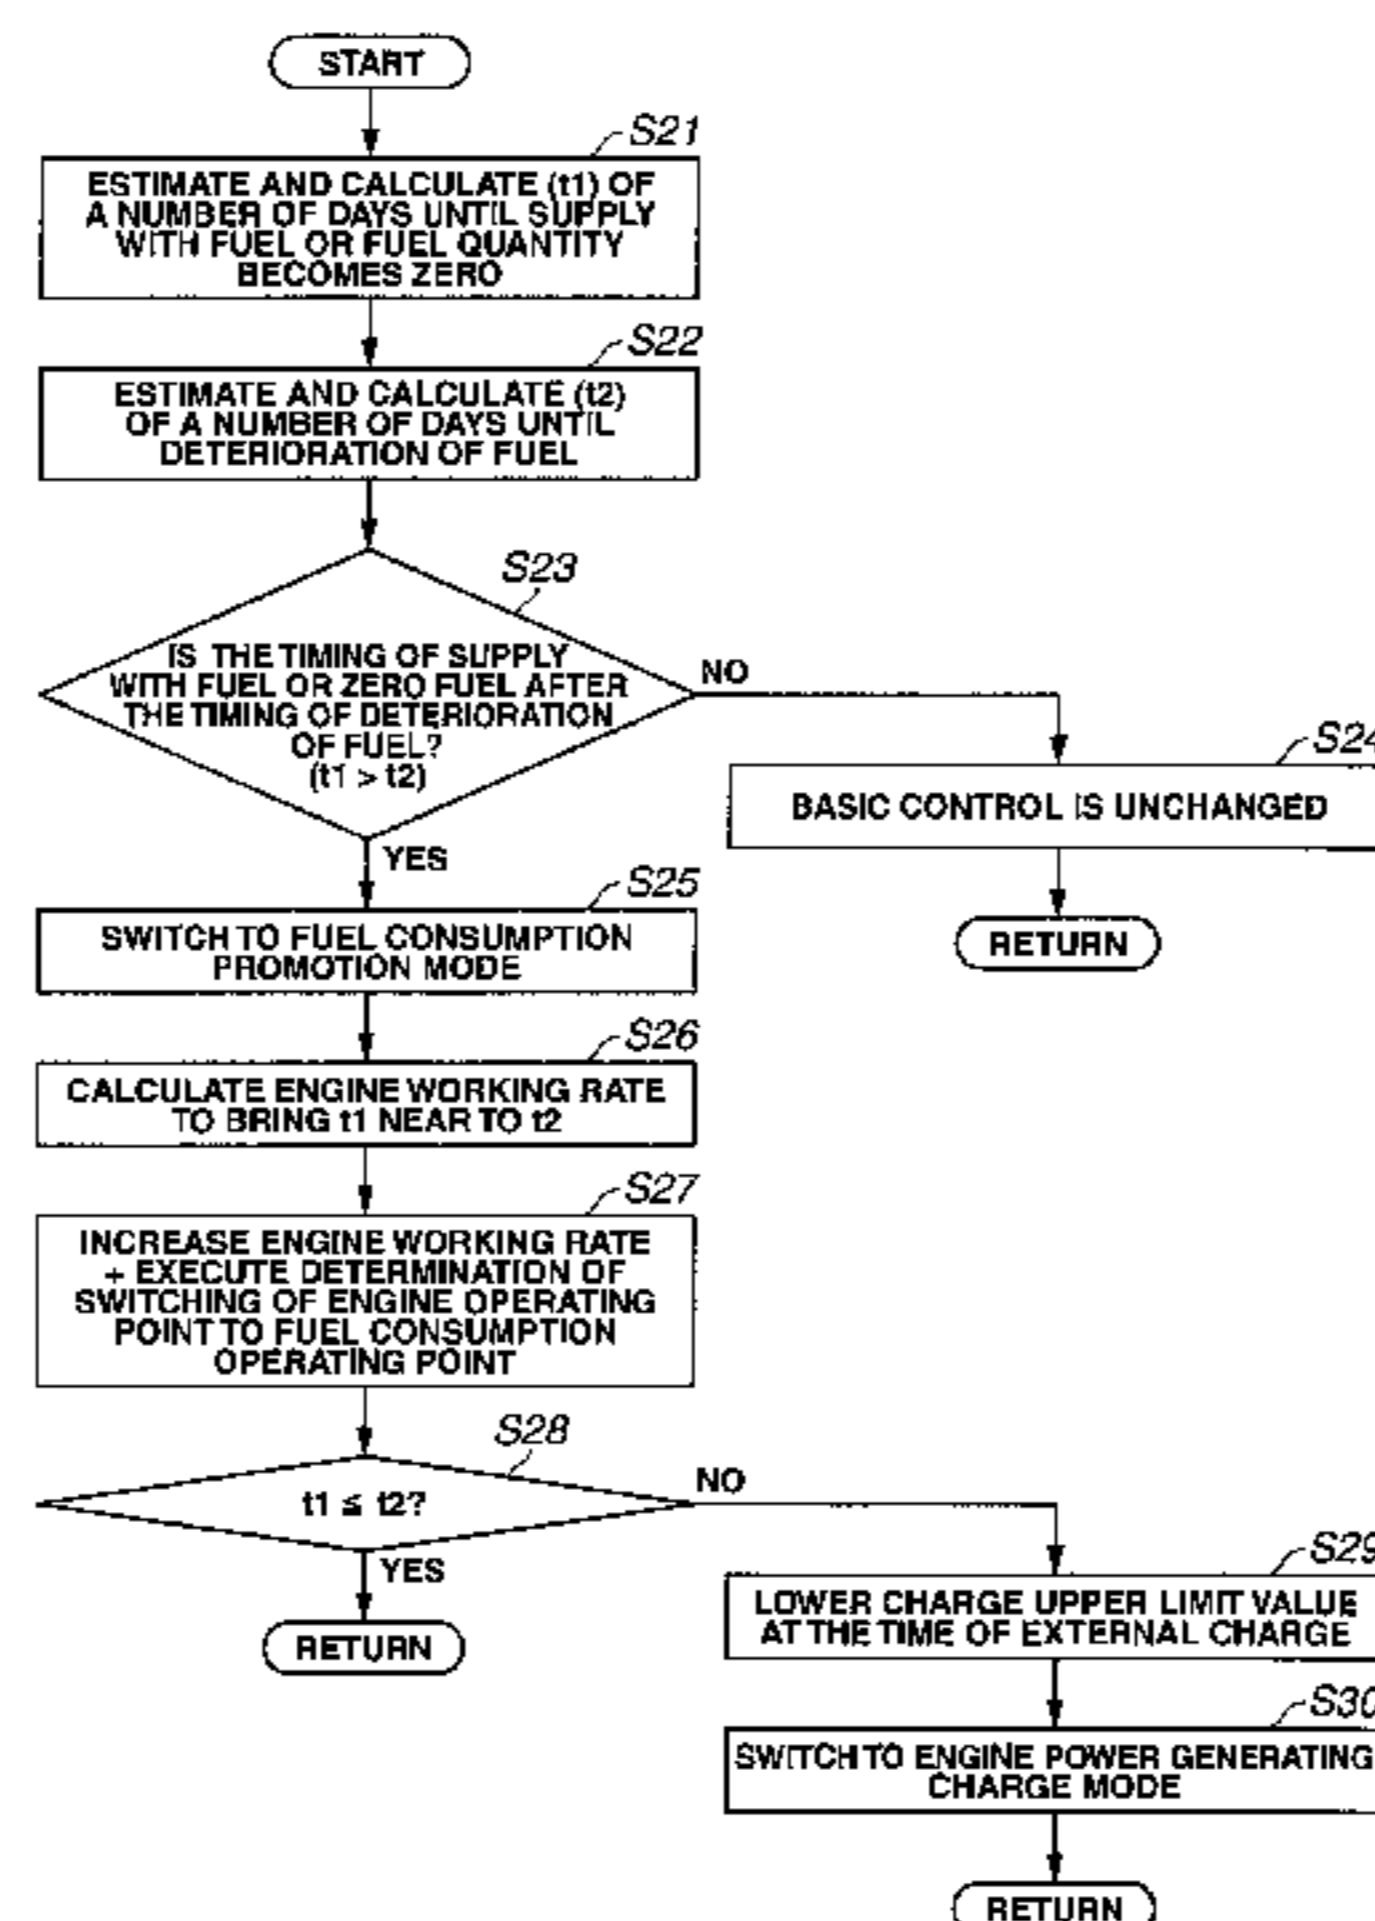 START
S21
ESTIMATE AND CALCULATE (t1) OF
A NUMBER OF DAYS UNTIL SUPPLY
WITH FUEL OR FUEL QUANTITY
BECOMES ZERO
S22
ESTIMATE AND CALCULATE (t2)
OF A NUMBER OF DAYS UNTIL
DETERIORATION OF FUEL
S23
IS THE TIMING OF SUPPLY
WITH FUEL OR ZERO FUEL AFTER
THE TIMING OF DETERIORATION
OF FUEL?
(t1 > t2)
NO
S24
BASIC CONTROL IS UNCHANGED
RETURN
YES
S25
SWITCH TO FUEL CONSUMPTION
PROMOTION MODE
S26
CALCULATE ENGINE WORKING RATE
TO BRING t1 NEAR TO t2
S27
INCREASE ENGINE WORKING RATE
+ EXECUTE DETERMINATION OF
SWITCHING OF ENGINE OPERATING
POINT TO FUEL CONSUMPTION
OPERATING POINT
S28
t1 ≦ t2?
NO
YES
RETURN
S29
LOWER CHARGE UPPER LIMIT VALUE
AT THE TIME OF EXTERNAL CHARGE
S30
SWITCH TO ENGINE POWER GENERATING
CHARGE MODE
RETURN